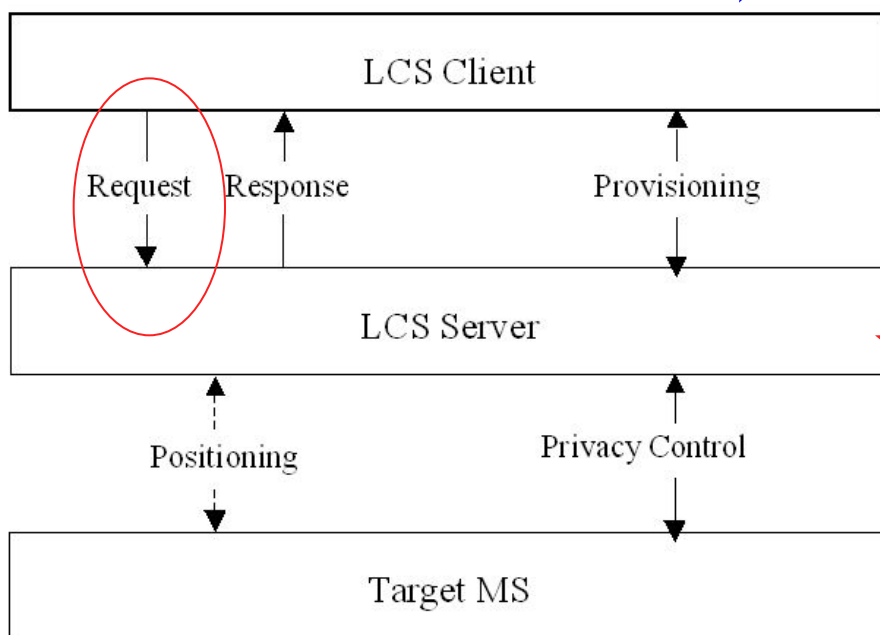 LCS Client
Request
Response
Provisioning
LCS Server
Positioning
Privacy Control
Target MS